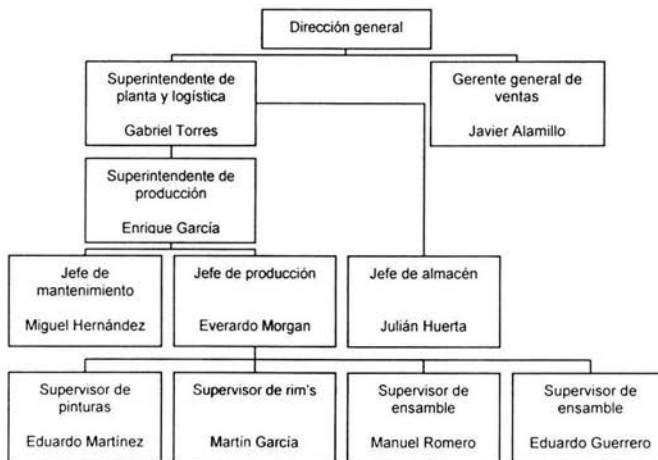 Dirección general
Superintendente de
planta y logística
Gabriel Torres
Gerente general de
ventas
Javier Alamillo
Superintendente de
producción
Enrique García
Jefe de
mantenimiento
Miguel Hernández
Jefe de producción
Everardo Morgan
Jefe de almacén
Julián Huerta
Supervisor de
pinturas
Eduardo Martínez
Supervisor de rim's
Martín García
Supervisor de
ensamble
Manuel Romero
Supervisor de
ensamble
Eduardo Guerrero